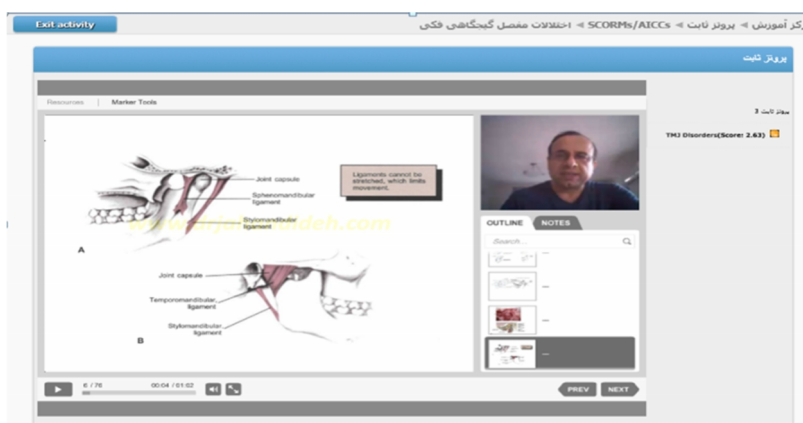 Exit activity
کز آموزش » پروتز ثابت » SCORMs/AICCs » اختلالات مفصل گیجگاهی فکی
پروتز ثابت
Resources | Marker Tools
پروتز ثابت 3
TMJ Disorders(Score: 2.63)
Joint capsule
Sphenomandibular
ligament
Stylomandibular
ligament
A
Ligaments cannot be
stretched, which limits
movement.
Joint capsule
Temporomandibular
ligament
Stylomandibular
ligament
B
OUTLINE NOTES
Search...
...
...
...
...
6 / 76 00:04 / 01:02
PREV NEXT